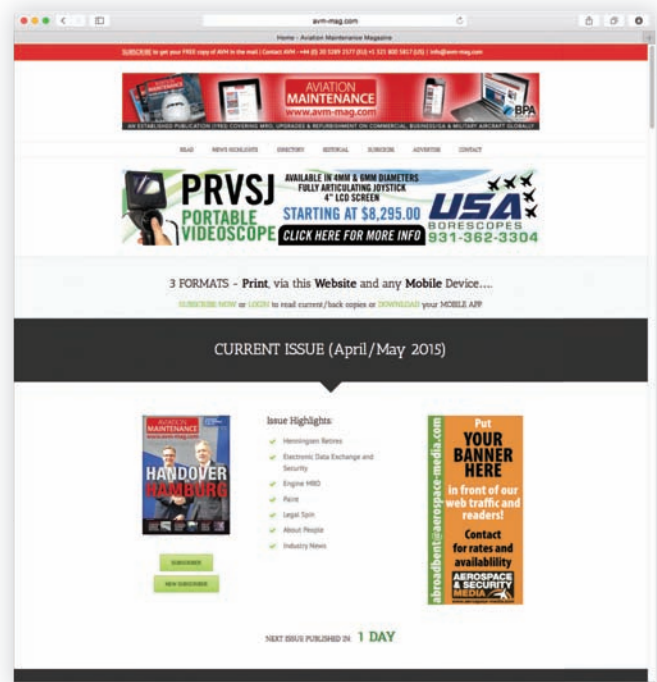 avm-mag.com
Home - Aviation Maintenance Magazine
SUBSCRIBE to get your FREE copy of AVM in the mail | Contact AVM - +44 (0) 20 5289 2577 (EU) +1 321 800 5817 (US) | info@avm-mag.com
AVIATION
MAINTENANCE
www.avm-mag.com
BPA
AN ESTABLISHED PUBLICATION COVERING MRO, UPGRADES & REFURBISHMENT ON COMMERCIAL, BUSINESS/GA & MILITARY AIRCRAFT GLOBALLY
READ NEWS HIGHLIGHTS DIRECTORY EDITORIAL SUBSCRIBE ADVERTISE CONTACT
PRVSJ
PORTABLE
VIDEOSCOPE
AVAILABLE IN 4MM & 6MM DIAMETERS
FULLY ARTICULATING JOYSTICK
4" LCD SCREEN
STARTING AT $8,295.00
CLICK HERE FOR MORE INFO
USA
BORESCOPES
931-362-3304
3 FORMATS - Print, via this Website and any Mobile Device....
SUBSCRIBE NOW or LOGIN to read current/back copies or DOWNLOAD your MOBILE APP
CURRENT ISSUE (April/May 2015)
AVIATION
MAINTENANCE
www.avm-mag.com
HANDOVER
HAMBURG
SUBSCRIBER
NEW SUBSCRIBER
Issue Highlights:
Henningsen Retires
Electronic Data Exchange and
Security
Engine MRO
Paint
Legal Spin
About People
Industry News
abroadbent@aerospace-media.com
Put
YOUR
BANNER
HERE
in front of our
web traffic and
readers!
Contact
for rates and
availablility
AEROSPACE
& SECURITY
MEDIA
www.aerospace-media.com
NEXT ISSUE PUBLISHED IN: 1 DAY